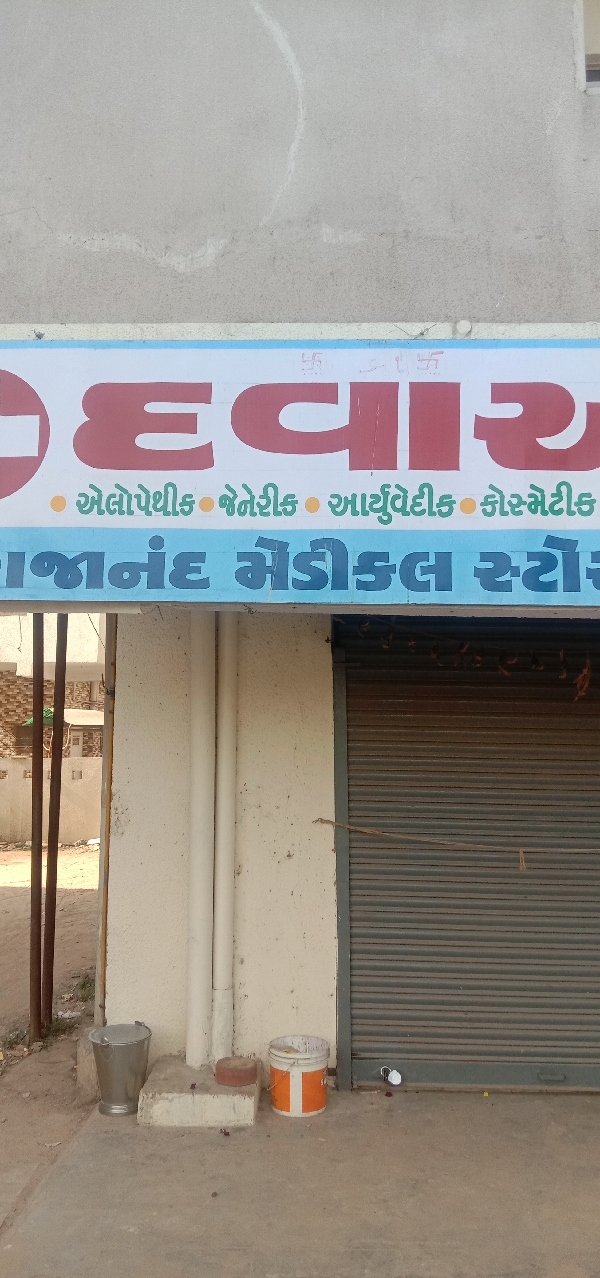 દવાઓ
• એલોપેથીક • જેનેરીક • આર્યુવેદીક • કોસ્મેટીક
મેડીકલ સ્ટોર